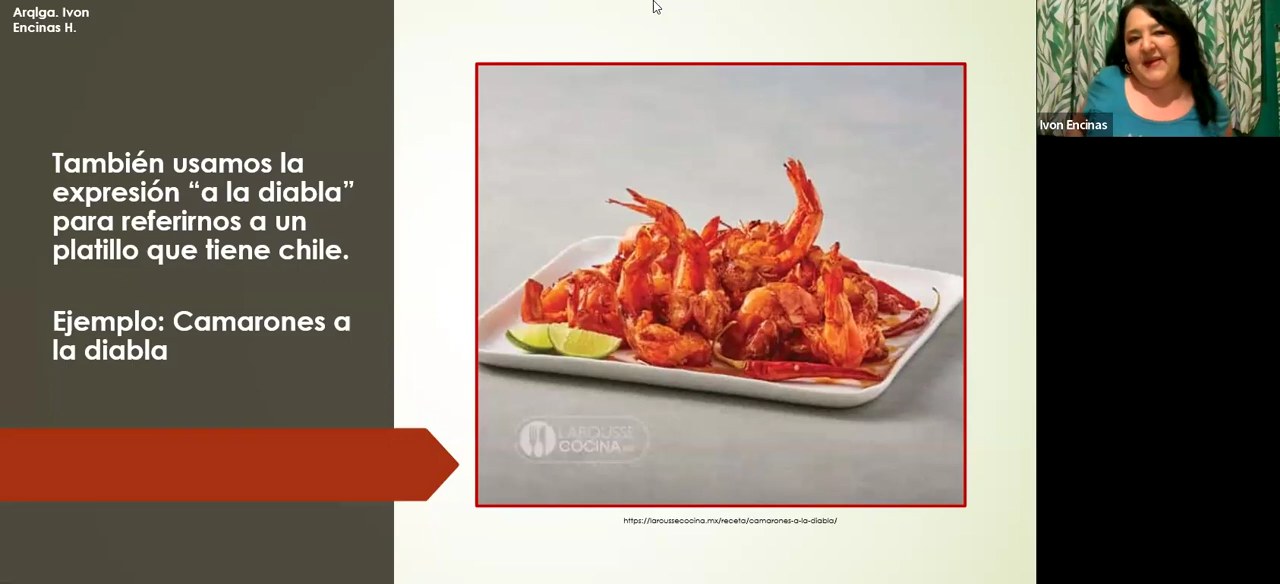 Arqlga. Ivon
Encinas H.
También usamos la
expresión “a la diabla”
para referirnos a un
platillo que tiene chile.
Ejemplo: Camarones a
la diabla
LAROUSSE
COCINA
https://laroussecocina.mx/receta/camarones-a-la-diabla/
Ivon Encinas